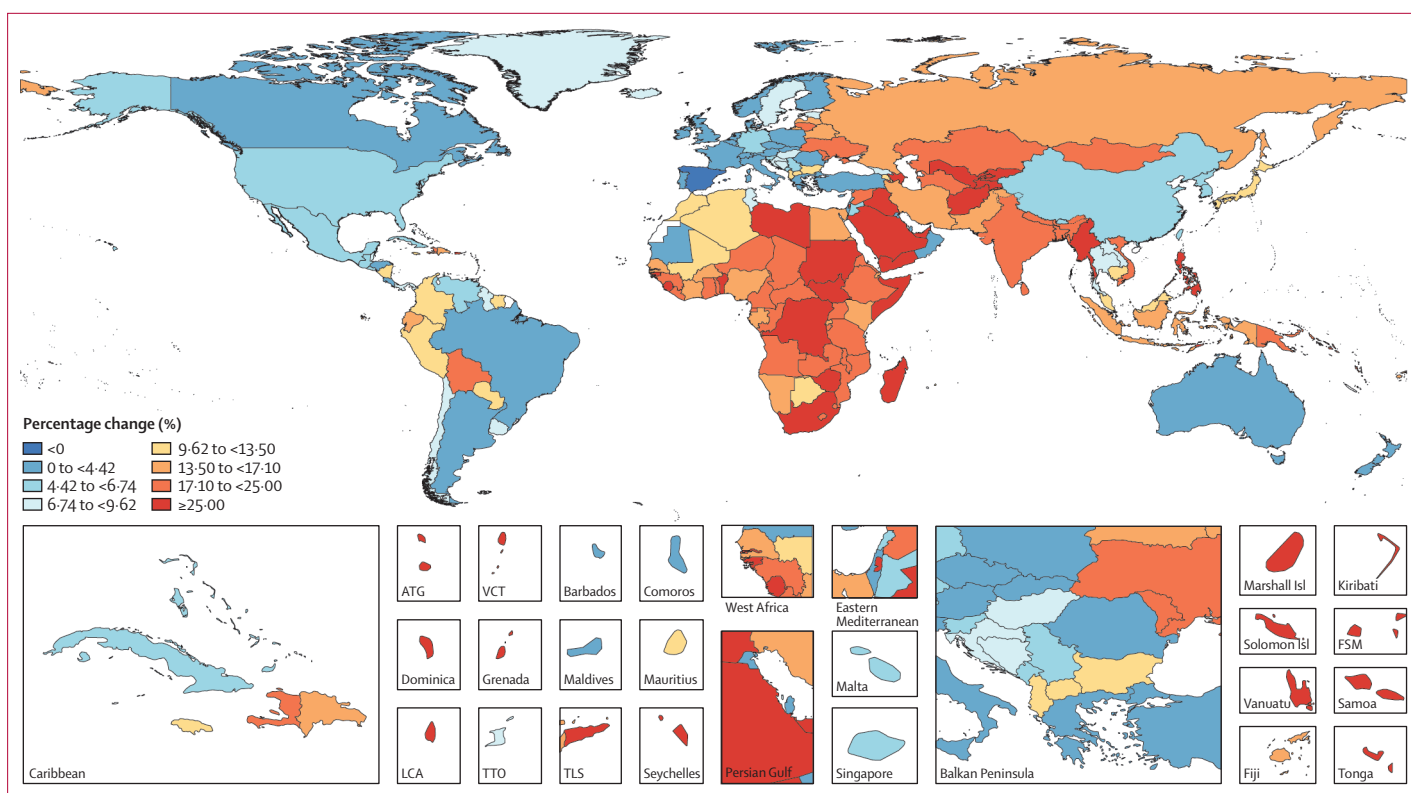 Percentage change (%)
<0
0 to <4·42
4·42 to <6·74
6·74 to <9·62
9·62 to <13·50
13·50 to <17·10
17·10 to <25·00
≥25·00
Caribbean
ATG
VCT
Barbados
Comoros
Dominica
Grenada
Maldives
Mauritius
LCA
TTO
TLS
Seychelles
West Africa
Eastern
Mediterranean
Persian Gulf
Malta
Singapore
Balkan Peninsula
Marshall Isl
Kiribati
Solomon Isl
FSM
Vanuatu
Samoa
Fiji
Tonga